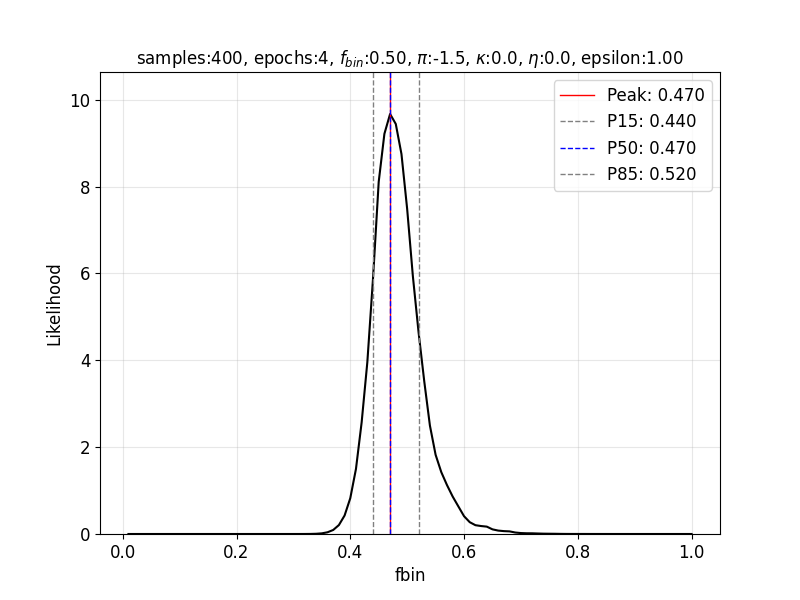 samples:400, epochs:4, f_bin:0.50, π:-1.5, κ:0.0, η:0.0, epsilon:1.00
Peak: 0.470
P15: 0.440
P50: 0.470
P85: 0.520
10
8
6
4
2
0
Likelihood
0.0 0.2 0.4 0.6 0.8 1.0
fbin